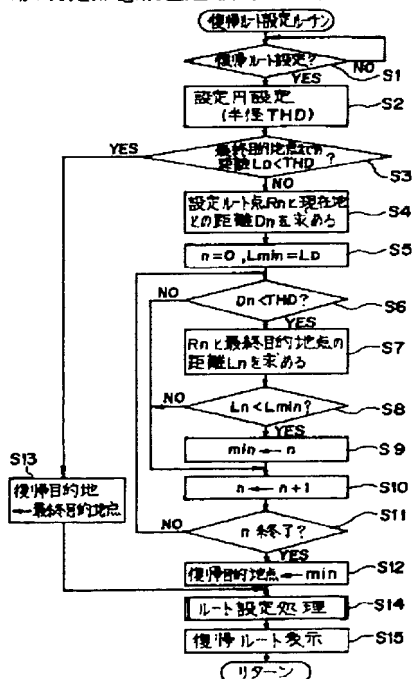 復帰ルート設定ルーチン
復帰ルート設定?
NO
S1
YES
設定円設定
(半径THD)
S2
YES
最終目的地点までの
距離LD<THD?
S3
NO
設定ルート点Rnと現在地
との距離Dnを求める
S4
n=0, Lmin=LD
S5
NO
Dn<THD?
S6
YES
Rnと最終目的地点の
距離Lnを求める
S7
NO
Ln<Lmin?
S8
YES
min←n
S9
S13
復帰目的地
←最終目的地点
n←n+1
S10
NO
n 終了?
S11
YES
復帰目的地点←min
S12
ルート設定処理
S14
復帰ルート表示
S15
リターン